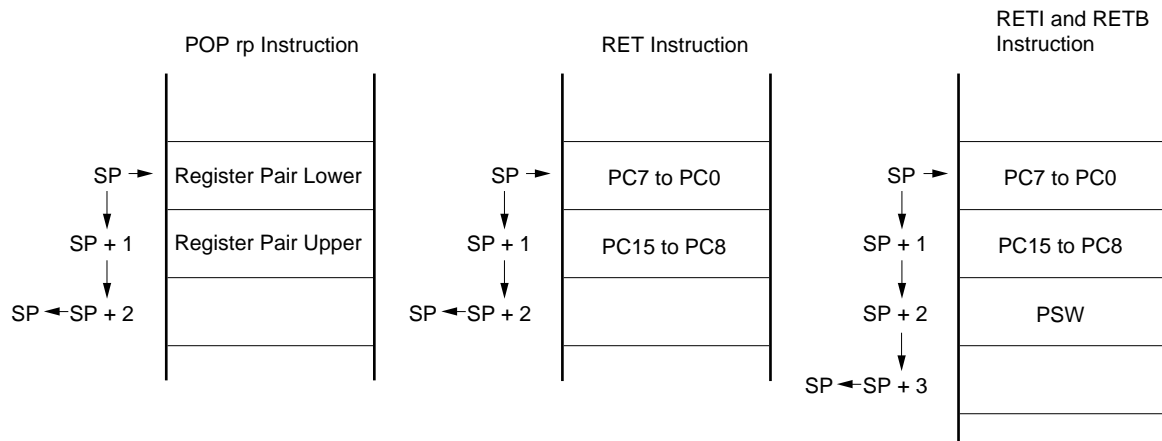 POP rp Instruction
SP
Register Pair Lower
SP + 1
Register Pair Upper
SP
SP + 2
RET Instruction
SP
PC7 to PC0
SP + 1
PC15 to PC8
SP
SP + 2
RETI and RETB
Instruction
SP
PC7 to PC0
SP + 1
PC15 to PC8
SP + 2
PSW
SP
SP + 3